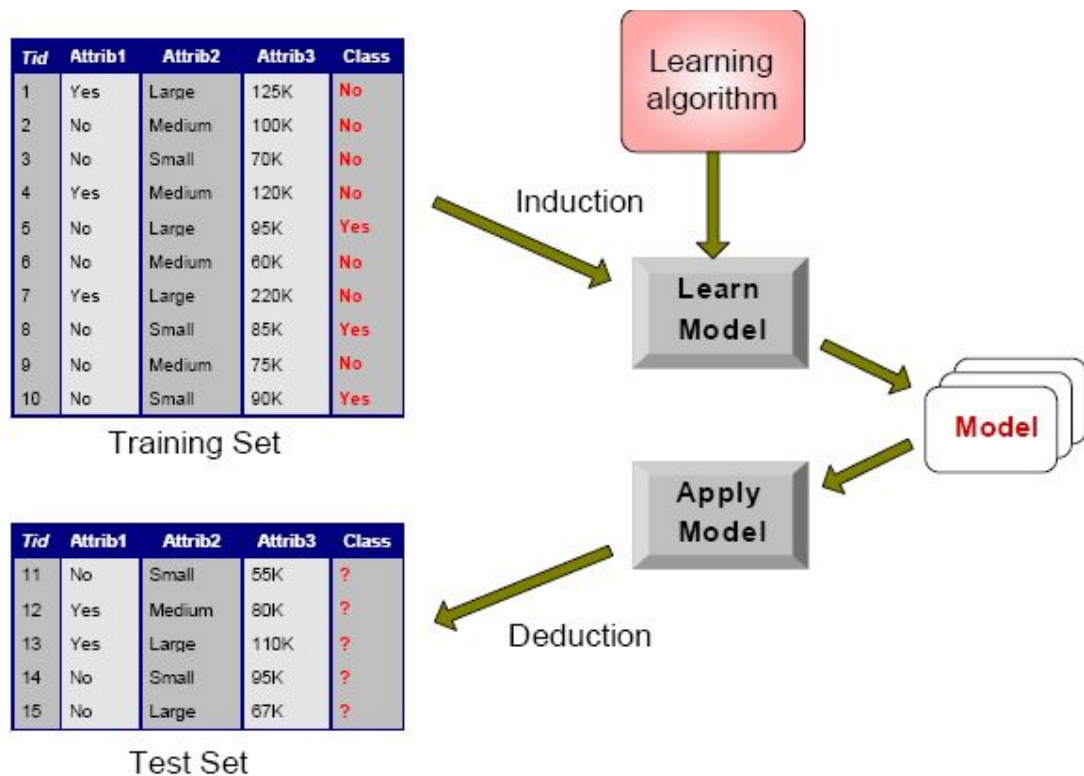 Tid Attrib1 Attrib2 Attrib3 Class
1 Yes Large 125K No
2 No Medium 100K No
3 No Small 70K No
4 Yes Medium 120K No
5 No Large 95K Yes
6 No Medium 60K No
7 Yes Large 220K No
8 No Small 85K Yes
9 No Medium 75K No
10 No Small 90K Yes
Training Set
Learning
algorithm
Induction
Learn
Model
Model
Apply
Model
Deduction
Tid Attrib1 Attrib2 Attrib3 Class
11 No Small 55K ?
12 Yes Medium 80K ?
13 Yes Large 110K ?
14 No Small 95K ?
15 No Large 67K ?
Test Set